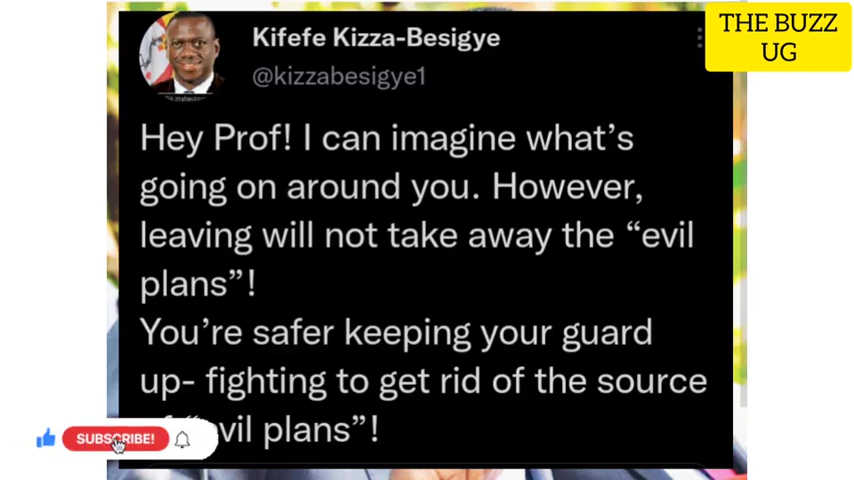 THE BUZZ
UG
Kifefe Kizza-Besigye
@kizzabesigye1
Hey Prof! I can imagine what’s
going on around you. However,
leaving will not take away the “evil
plans”!
You’re safer keeping your guard
up- fighting to get rid of the source
“evil plans”!
SUBSCRIBE!